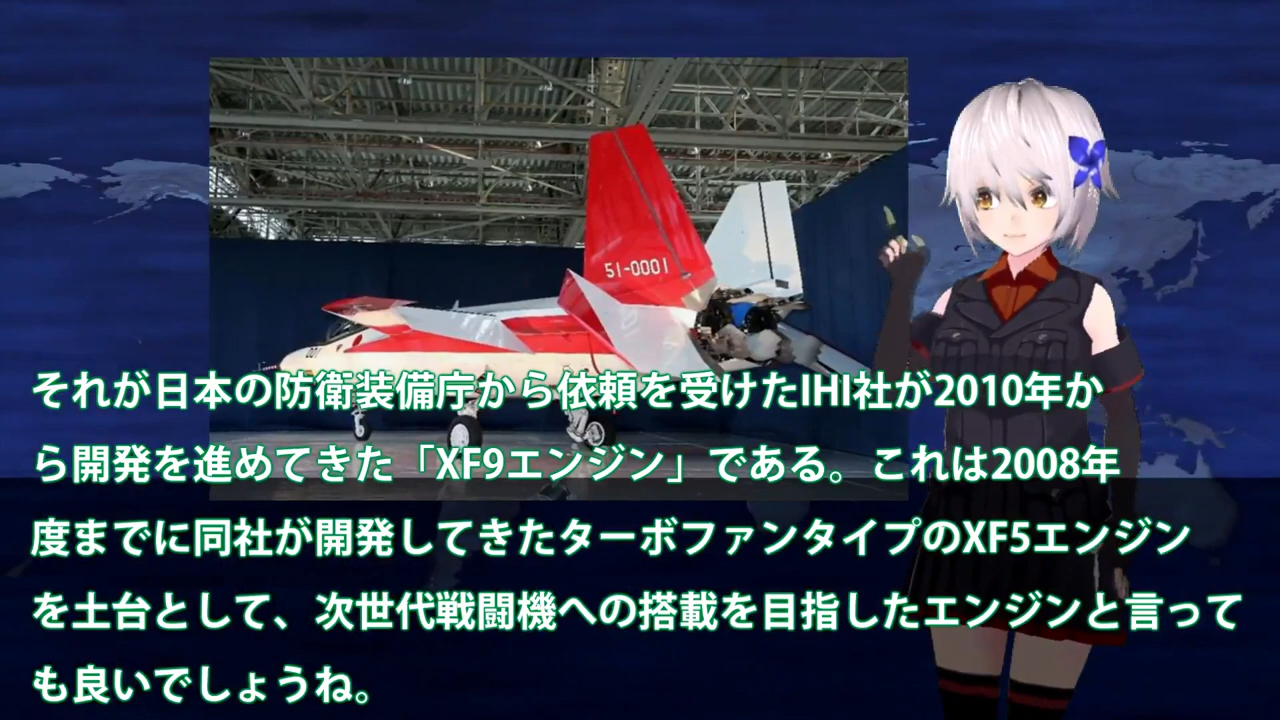 51-0001
001
それが日本の防衛装備庁から依頼を受けたIHI社が2010年か
ら開発を進めてきた「XF9エンジン」である。これは2008年
度までに同社が開発してきたターボファンタイプのXF5エンジン
を土台として、次世代戦闘機への搭載を目指したエンジンと言って
も良いでしょうね。